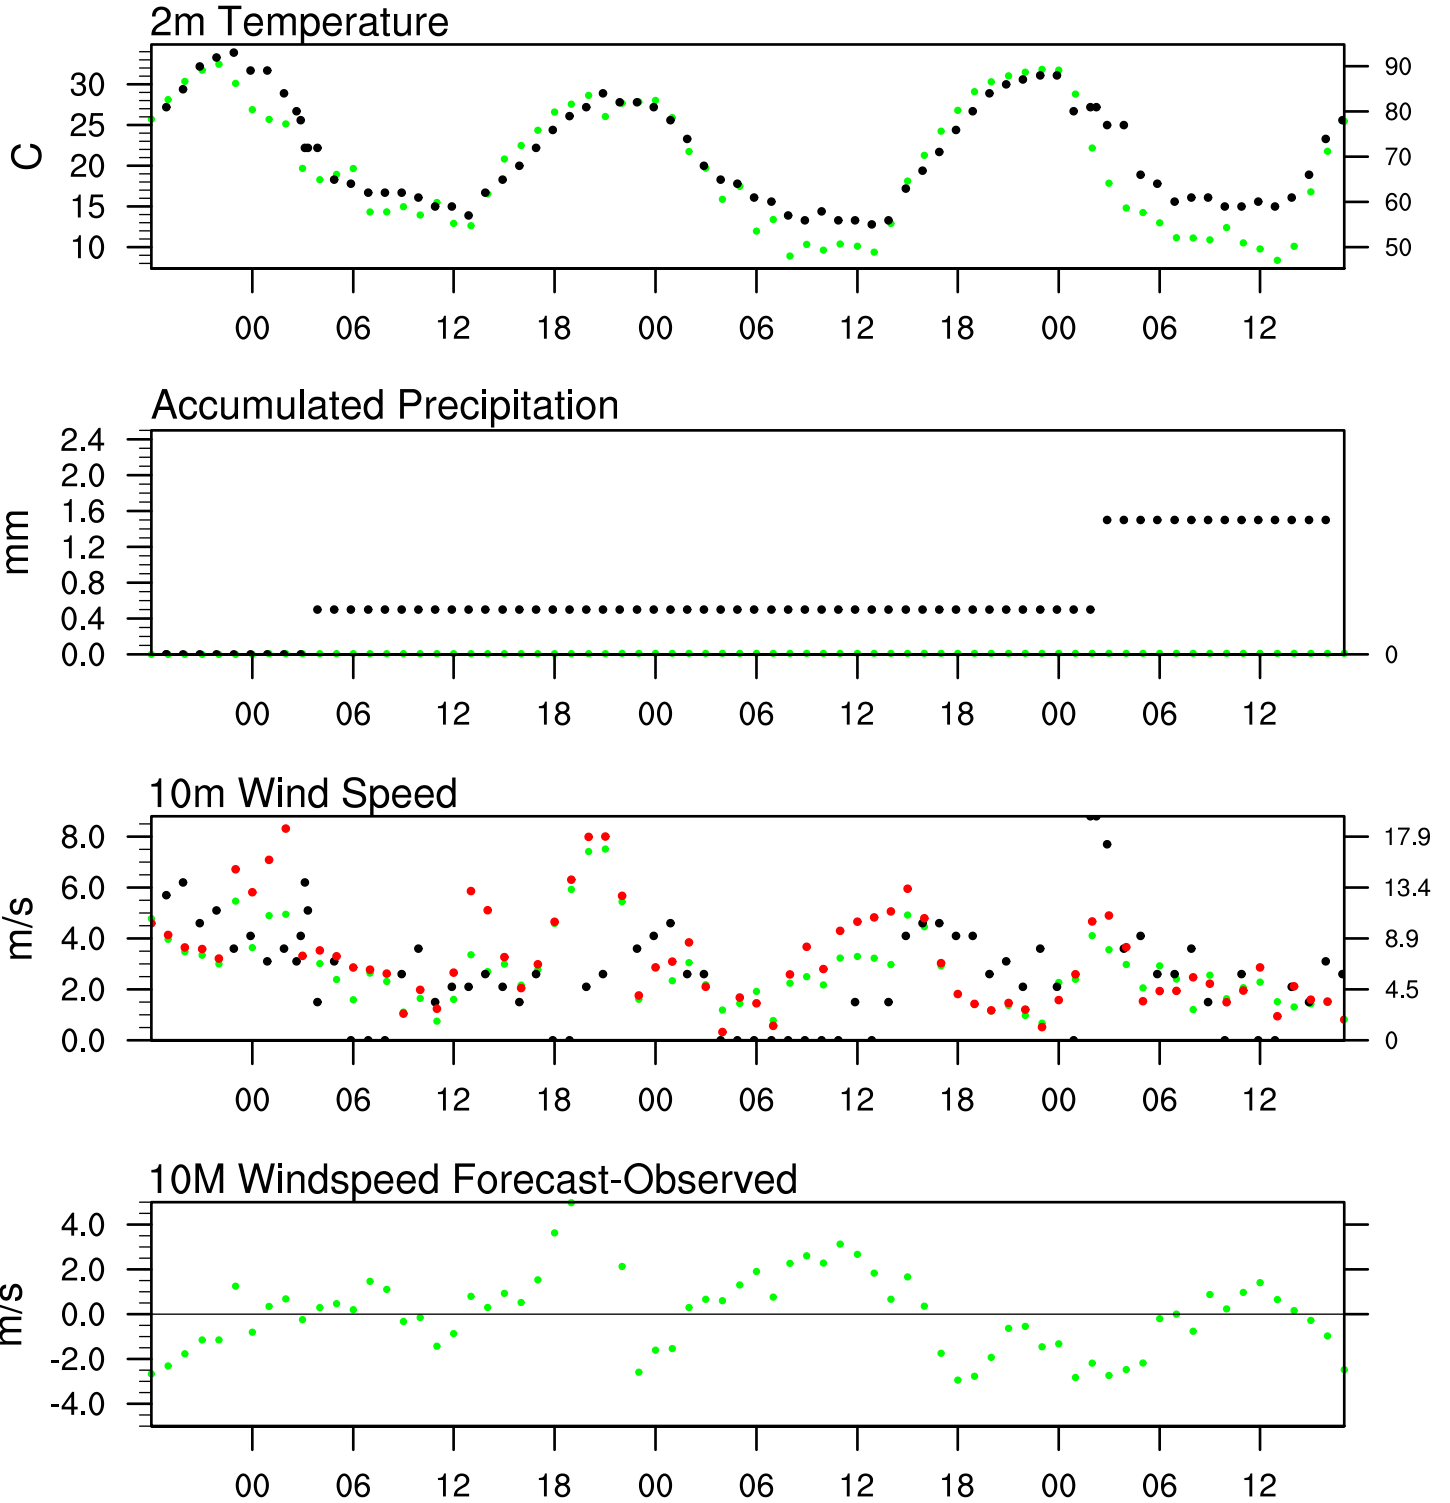 2m Temperature
30 90
25 80
C
20 70
15 60
10 50
00 06 12 18 00 06 12 18 00 06 12
Accumulated Precipitation
2.4
2.0
1.6
mm
1.2
0.8
0.4
0.0 0
00 06 12 18 00 06 12 18 00 06 12
10m Wind Speed
8.0 17.9
6.0 13.4
m/s
4.0 8.9
2.0 4.5
0.0 0
00 06 12 18 00 06 12 18 00 06 12
10M Windspeed Forecast-Observed
4.0
2.0
0.0
m/s
-2.0
-4.0
00 06 12 18 00 06 12 18 00 06 12